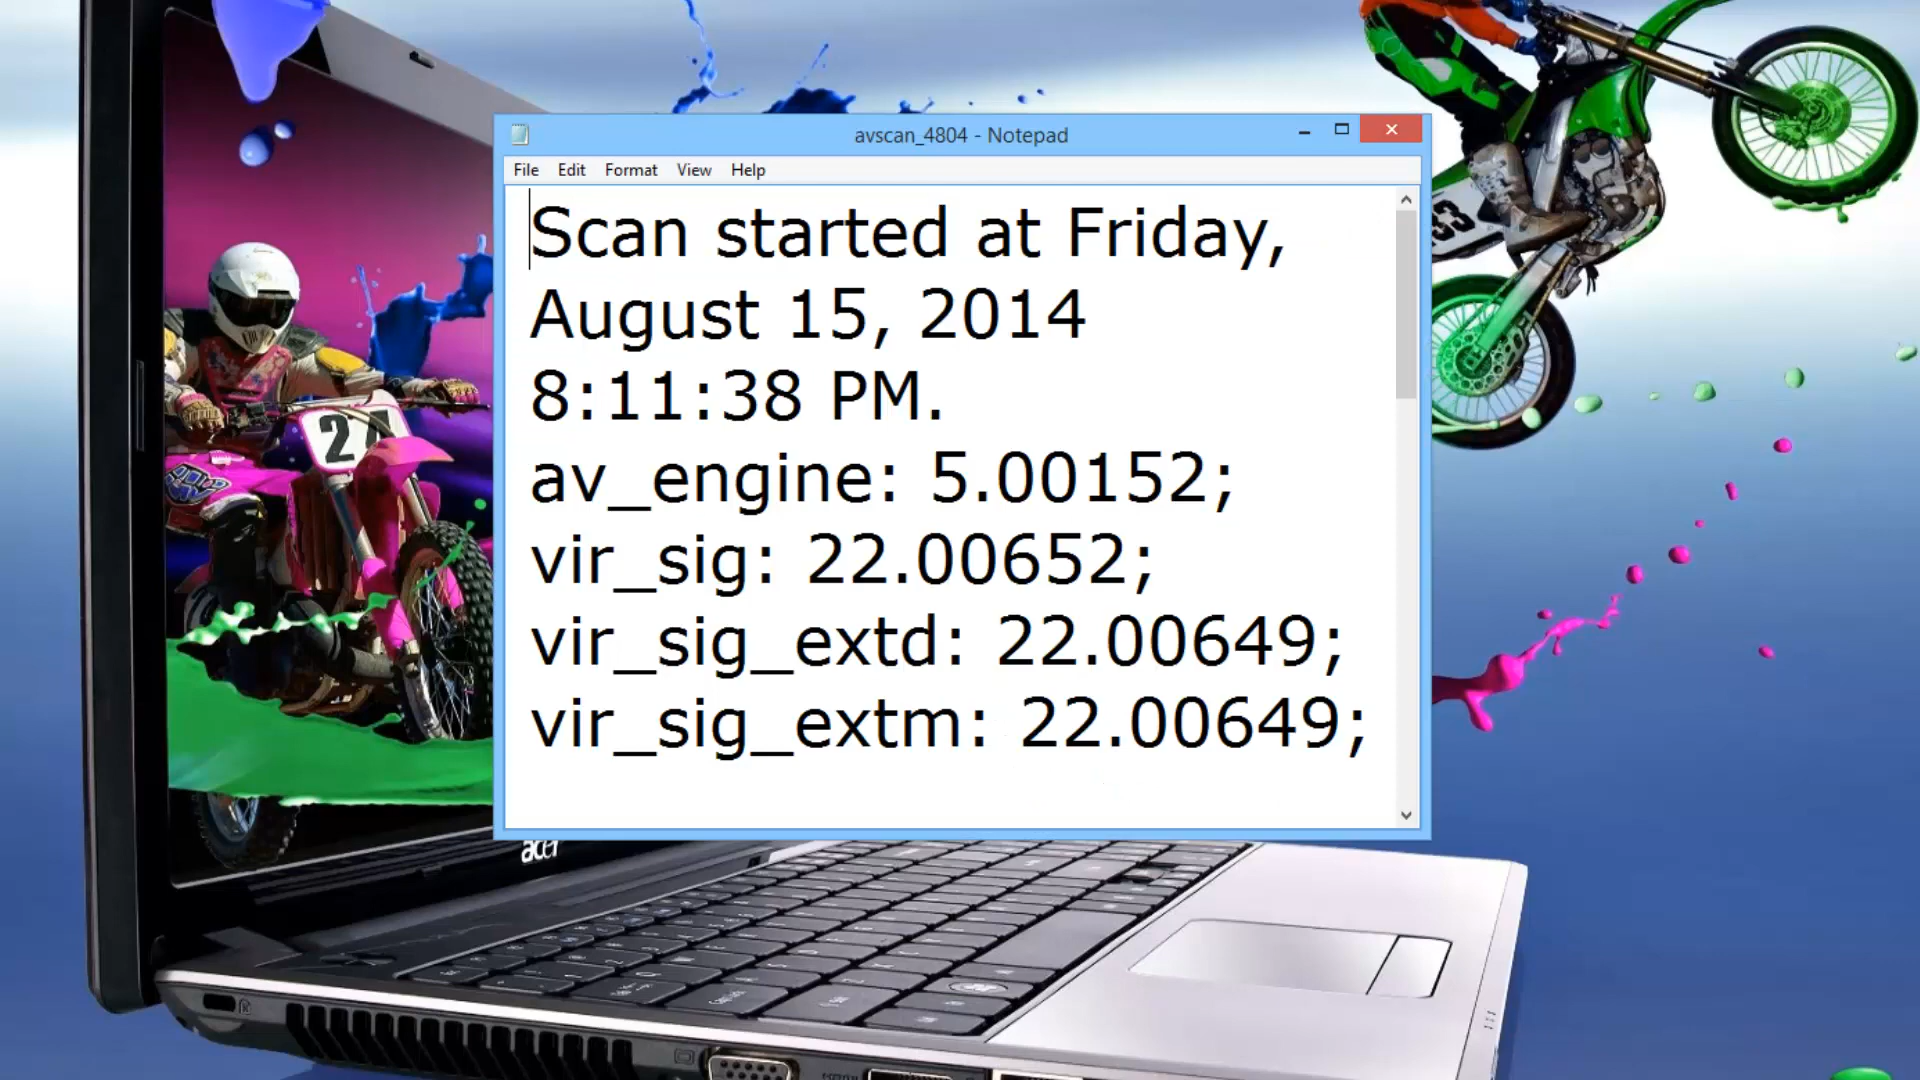 avscan_4804 - Notepad
File Edit Format View Help
Scan started at Friday,
August 15, 2014
8:11:38 PM.
av_engine: 5.00152;
vir_sig: 22.00652;
vir_sig_extd: 22.00649;
vir_sig_extm: 22.00649;
acer